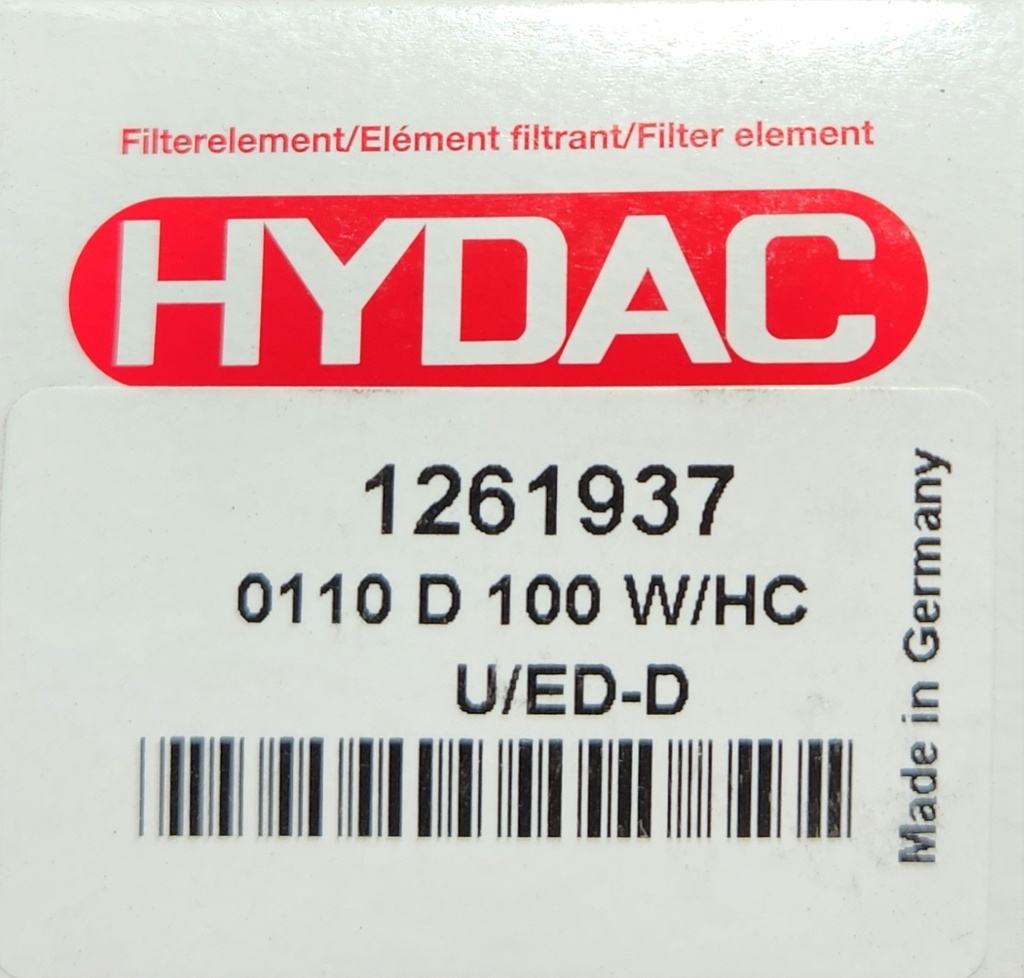 Filterelement/Elément filtrant/Filter element
HYDAC
1261937
0110 D 100 W/HC
U/ED-D
Made in Germany